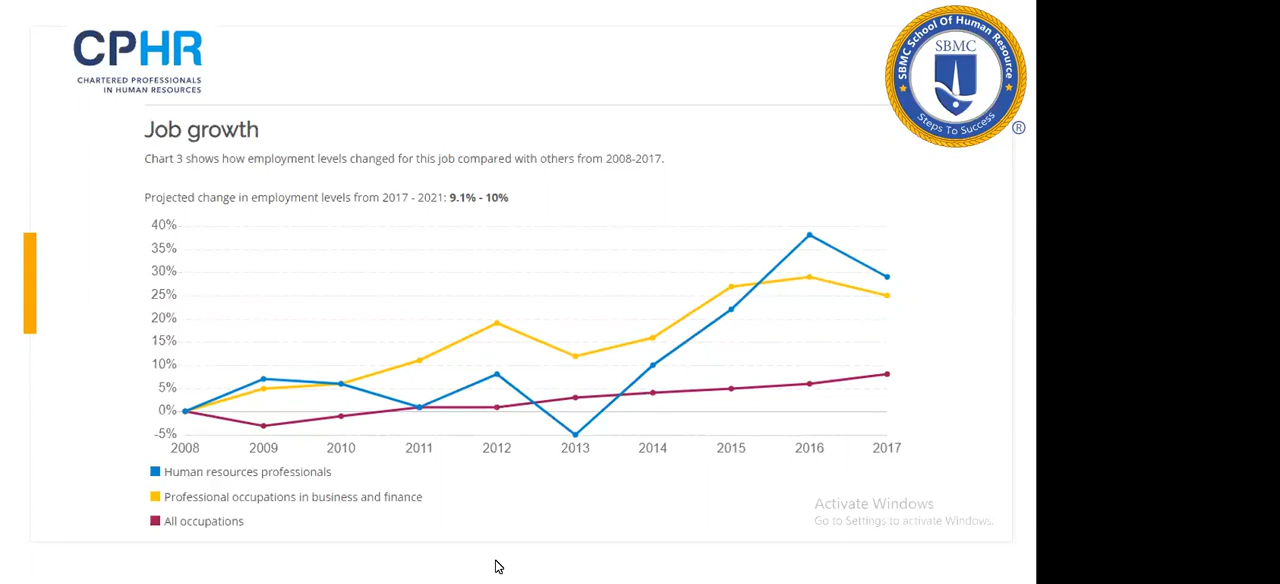 CPHR
CHARTERED PROFESSIONALS
IN HUMAN RESOURCES
SBMC School Of Human Resource
SBMC
Steps To Success
®
Job growth
Chart 3 shows how employment levels changed for this job compared with others from 2008-2017.
Projected change in employment levels from 2017 - 2021: 9.1% - 10%
40%
35%
30%
25%
20%
15%
10%
5%
0%
-5%
2008 2009 2010 2011 2012 2013 2014 2015 2016 2017
Human resources professionals
Professional occupations in business and finance
All occupations
Activate Windows
Go to Settings to activate Windows.